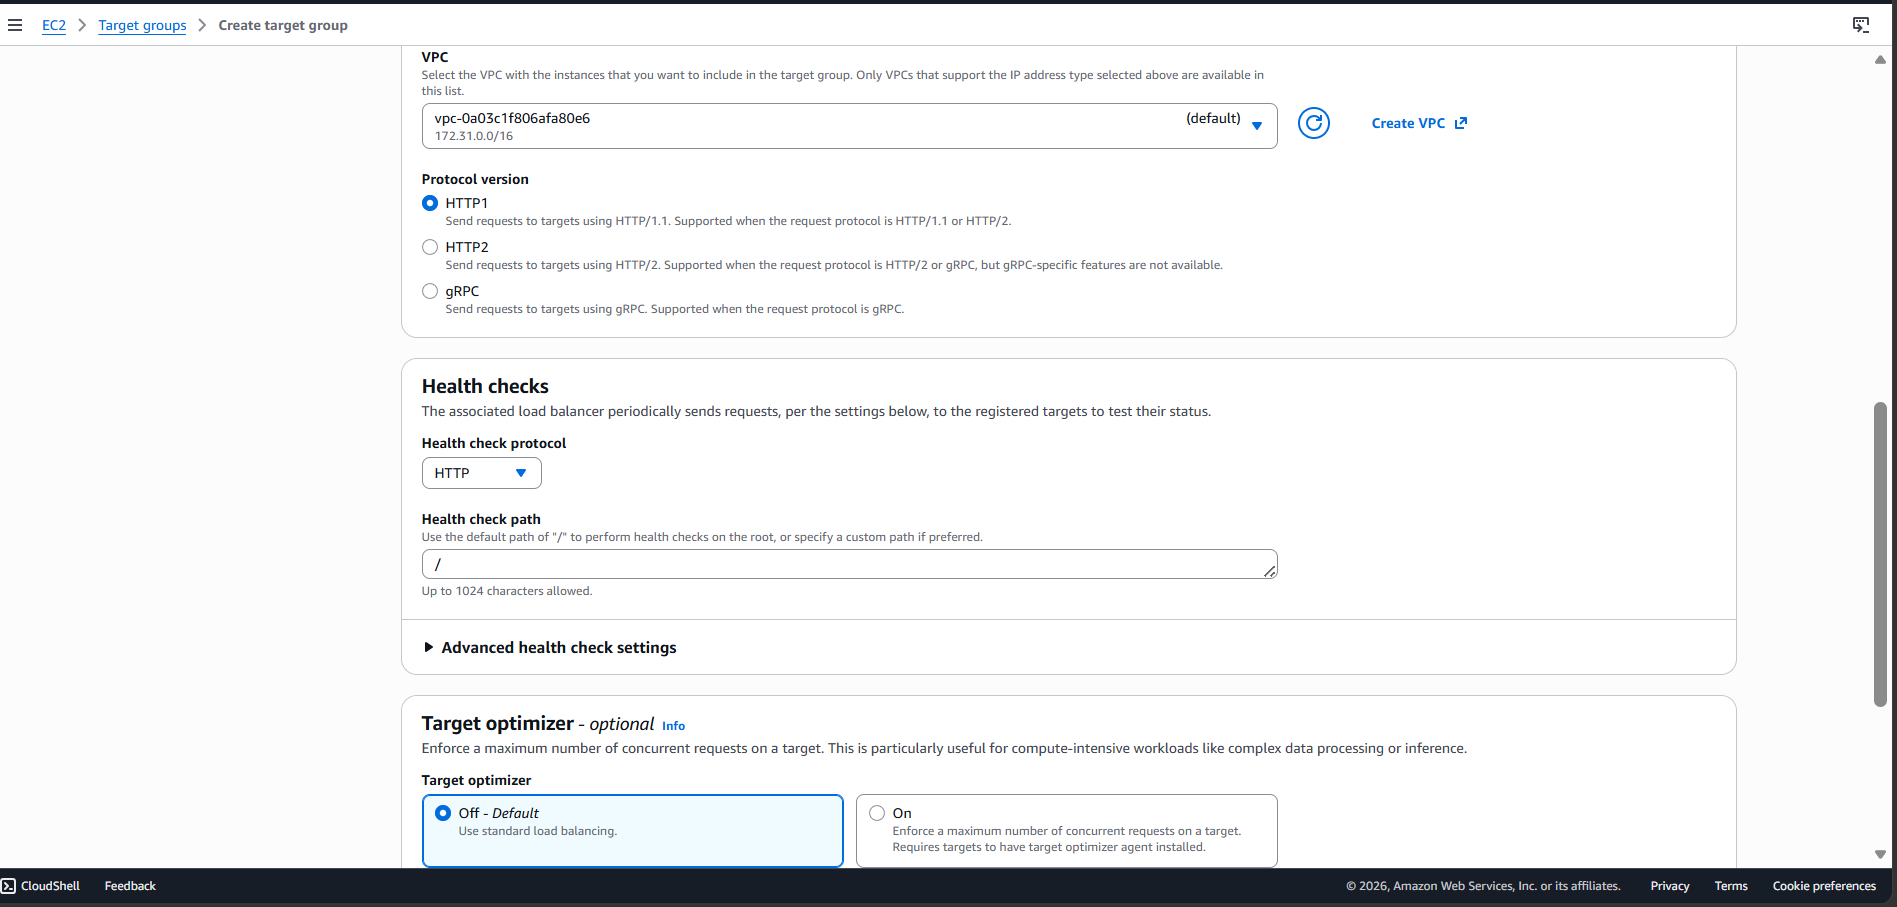 EC2 > Target groups > Create target group
VPC
Select the VPC with the instances that you want to include in the target group. Only VPCs that support the IP address type selected above are available in
this list.
vpc-0a03c1f806afa80e6 (default)
172.31.0.0/16
Create VPC
Protocol version
HTTP1
Send requests to targets using HTTP/1.1. Supported when the request protocol is HTTP/1.1 or HTTP/2.
HTTP2
Send requests to targets using HTTP/2. Supported when the request protocol is HTTP/2 or gRPC, but gRPC-specific features are not available.
gRPC
Send requests to targets using gRPC. Supported when the request protocol is gRPC.
Health checks
The associated load balancer periodically sends requests, per the settings below, to the registered targets to test their status.
Health check protocol
HTTP
Health check path
Use the default path of "/" to perform health checks on the root, or specify a custom path if preferred.
/
Up to 1024 characters allowed.
Advanced health check settings
Target optimizer - optional Info
Enforce a maximum number of concurrent requests on a target. This is particularly useful for compute-intensive workloads like complex data processing or inference.
Target optimizer
Off - Default
Use standard load balancing.
On
Enforce a maximum number of concurrent requests on a target.
Requires targets to have target optimizer agent installed.
CloudShell Feedback © 2026, Amazon Web Services, Inc. or its affiliates. Privacy Terms Cookie preferences